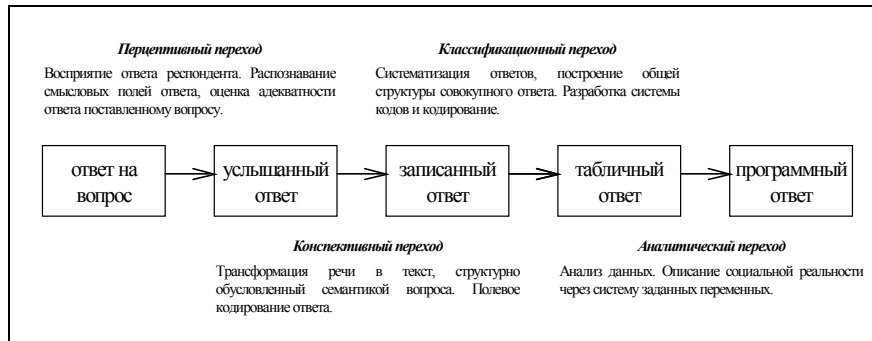 Перцептивный переход
Восприятие ответа респондента. Распознавание
смысловых полей ответа, оценка адекватности
ответа поставленному вопросу.
Классификационный переход
Систематизация ответов, построение общей
структуры совокупного ответа. Разработка системы
кодов и кодирование.
ответ на
вопрос
услышанный
ответ
записанный
ответ
табличный
ответ
программный
ответ
Конспективный переход
Трансформация речи в текст, структурно
обусловленный семантикой вопроса. Полевое
кодирование ответа.
Аналитический переход
Анализ данных. Описание социальной реальности
через систему заданных переменных.